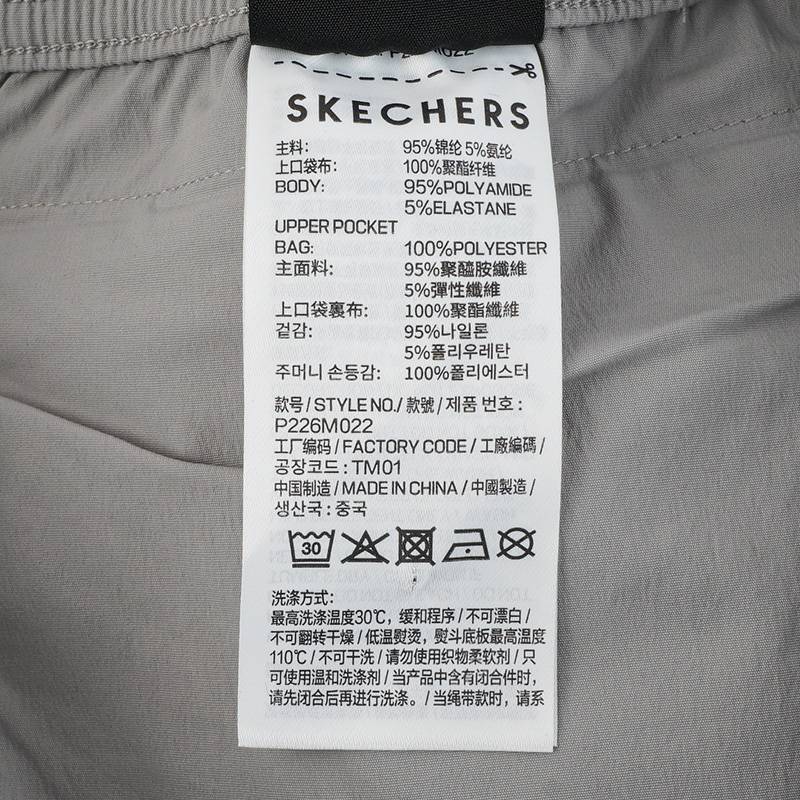 SKECHERS
主料: 95%锦纶 5%氨纶
上口袋布: 100%聚酯纤维
BODY: 95%POLYAMIDE
5%ELASTANE
UPPER POCKET
BAG: 100%POLYESTER
主面料: 95%聚醯胺纖維
5%彈性纖維
上口袋裏布: 100%聚酯纖維
겉감: 95%나일론
5%폴리우레탄
주머니 손등감: 100%폴리에스터
款号/STYLE NO./款號/제품 번호:
P226M022
工厂编码/FACTORY CODE/工廠編碼/
공장코드:TM01
中国制造/MADE IN CHINA/中國製造/
생산국:중국
30
洗涤方式:
最高洗涤温度30℃,缓和程序/不可漂白/
不可翻转干燥/低温熨烫,熨斗底板最高温度
110℃/不可干洗/请勿使用织物柔软剂/只
可使用温和洗涤剂/当产品中含有闭合件时,
请先闭合后再进行洗涤。/当绳带款时,请系